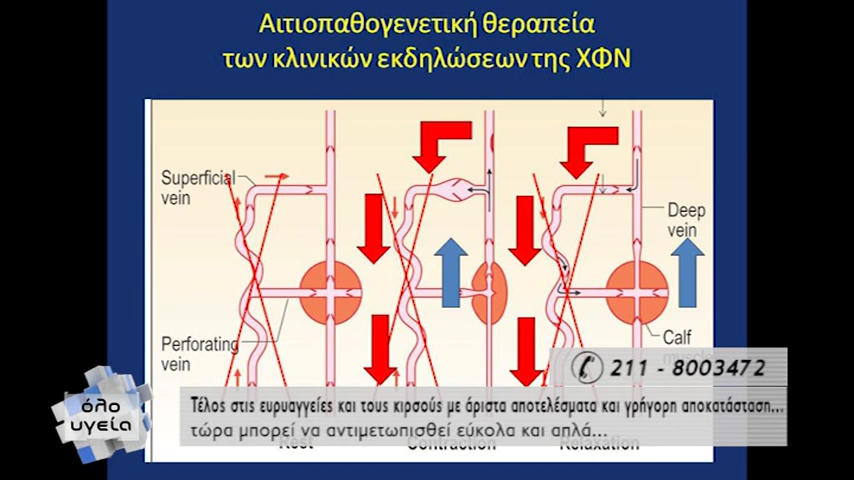 Αιτιοπαθογενετική θεραπεία
των κλινικών εκδηλώσεων της ΧΦΝ
Superficial
vein
Deep
vein
Perforating
vein
Calf
muscle
211 - 8003472
όλο
υγεία
Τέλος στις ευρυαγγείες και τους κιρσούς με άριστα αποτελέσματα και γρήγορη αποκατάσταση...
τώρα μπορεί να αντιμετωπισθεί εύκολα και απλά...
Rest
Contraction
Relaxation